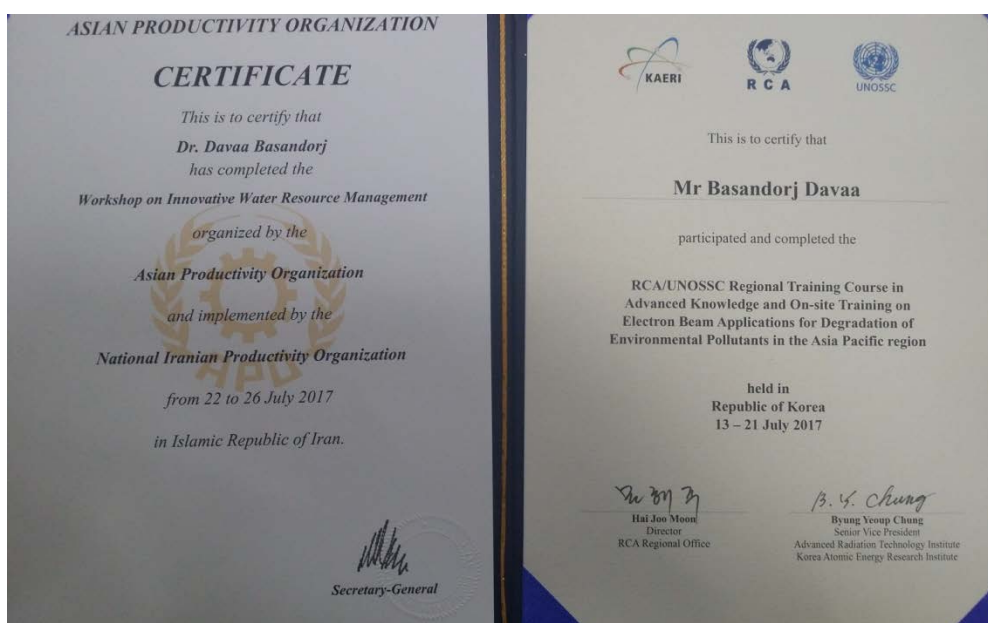 ASIAN PRODUCTIVITY ORGANIZATION
CERTIFICATE
This is to certify that
Dr. Davaa Basandorj
has completed the
Workshop on Innovative Water Resource Management
organized by the
Asian Productivity Organization
and implemented by the
National Iranian Productivity Organization
APO
from 22 to 26 July 2017
in Islamic Republic of Iran.
Secretary-General
KAERI
RCA
UNOSSC
This is to certify that
Mr Basandorj Davaa
participated and completed the
RCA/UNOSSC Regional Training Course in
Advanced Knowledge and On-site Training on
Electron Beam Applications for Degradation of
Environmental Pollutants in the Asia Pacific region
held in
Republic of Korea
13 – 21 July 2017
Hai Joo Moon
Director
RCA Regional Office
B. Y. Chung
Byung Yeoup Chung
Senior Vice President
Advanced Radiation Technology Institute
Korea Atomic Energy Research Institute